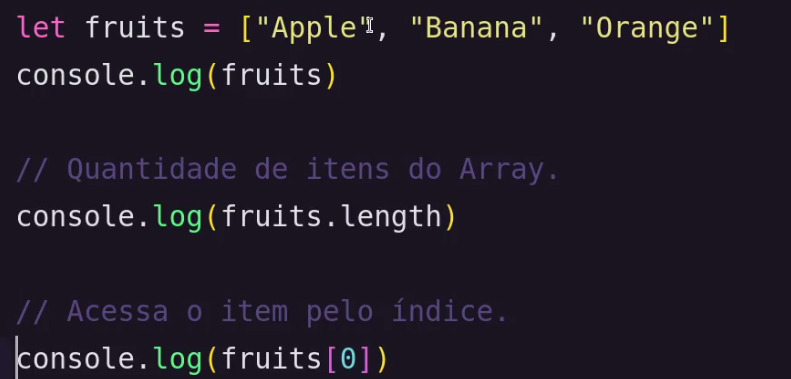 let fruits = ["Apple", "Banana", "Orange"]
console.log(fruits)
// Quantidade de itens do Array.
console.log(fruits.length)
// Acessa o item pelo índice.
console.log(fruits[0])